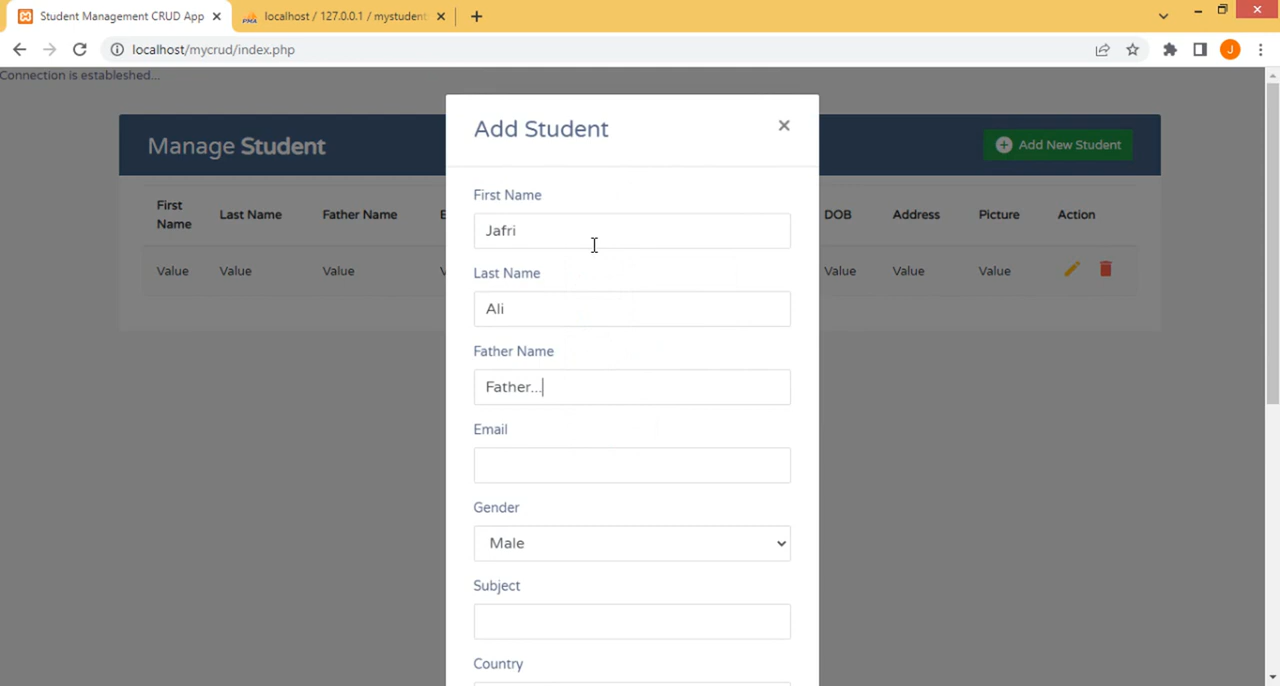 Student Management CRUD App
localhost / 127.0.0.1 / mystudent
localhost/mycrud/index.php
J
Connection is estableshed...
Manage Student
Add New Student
Add Student
First Name
Last Name
Father Name
DOB
Address
Picture
Action
Value
Value
Value
Value
Value
Value
First Name
Jafri
Last Name
Ali
Father Name
Father...
Email
Gender
Male
Subject
Country